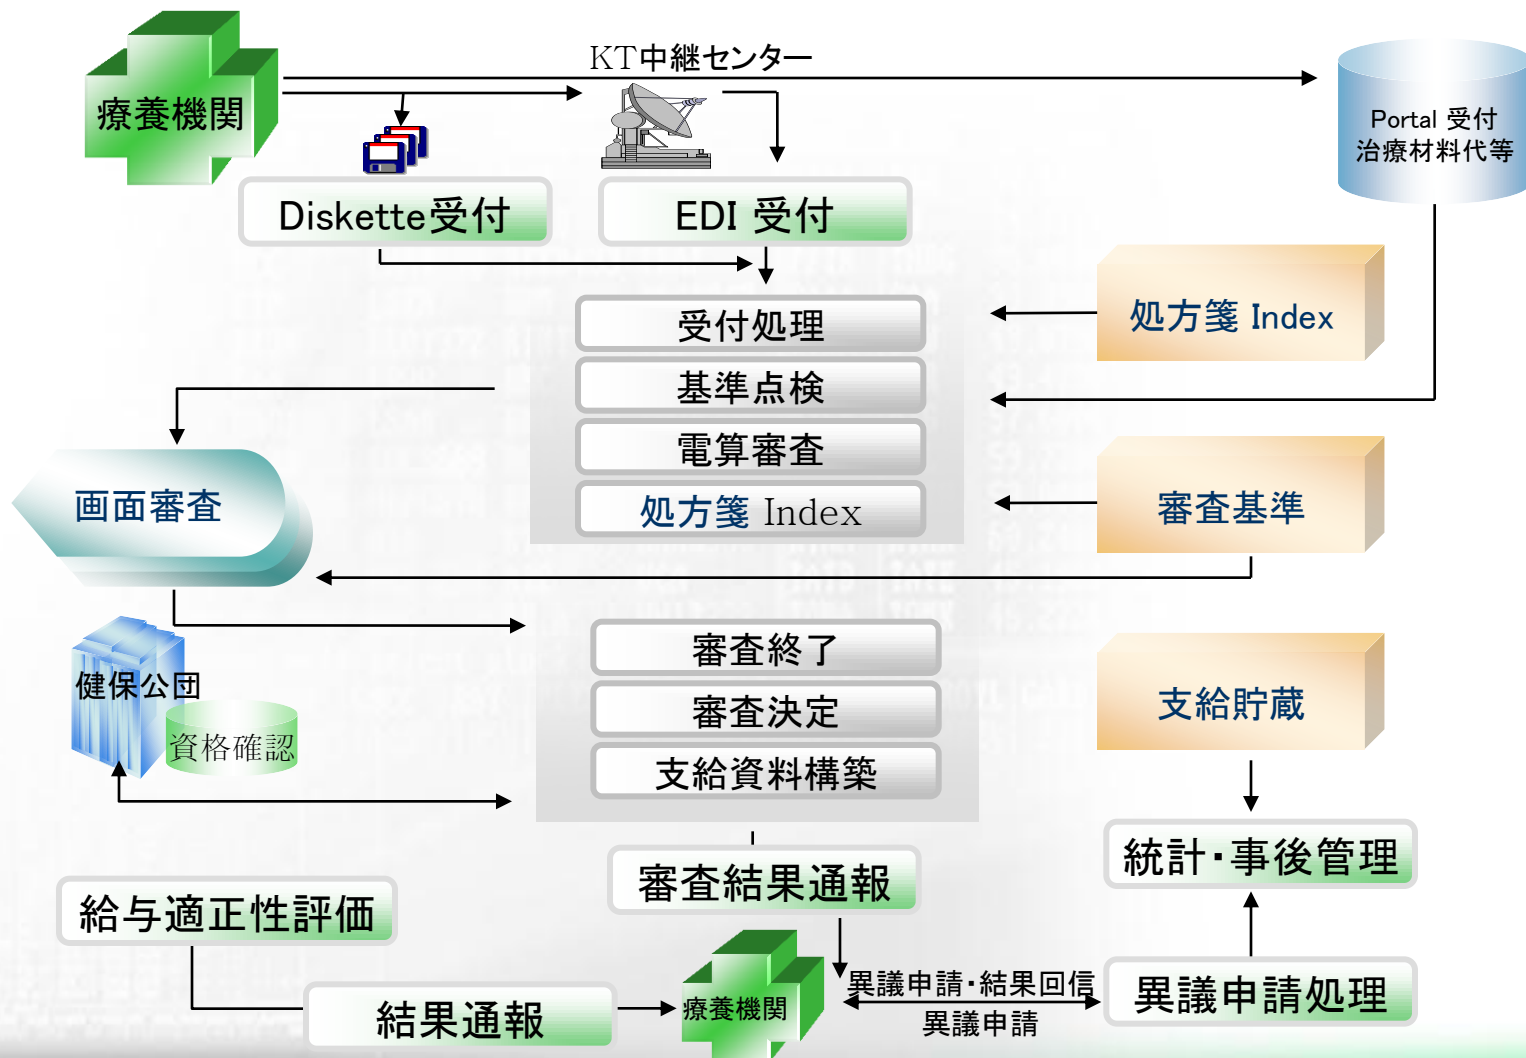 KT中継センター
療養機関
Portal 受付
治療材料代等
Diskette受付
EDI 受付
処方箋 Index
受付処理
基準点検
電算審査
処方箋 Index
画面審査
審査基準
審査終了
審査決定
支給資料構築
健保公団
資格確認
支給貯蔵
統計・事後管理
審査結果通報
給与適正性評価
異議申請・結果回信
異議申請
異議申請処理
療養機関
結果通報